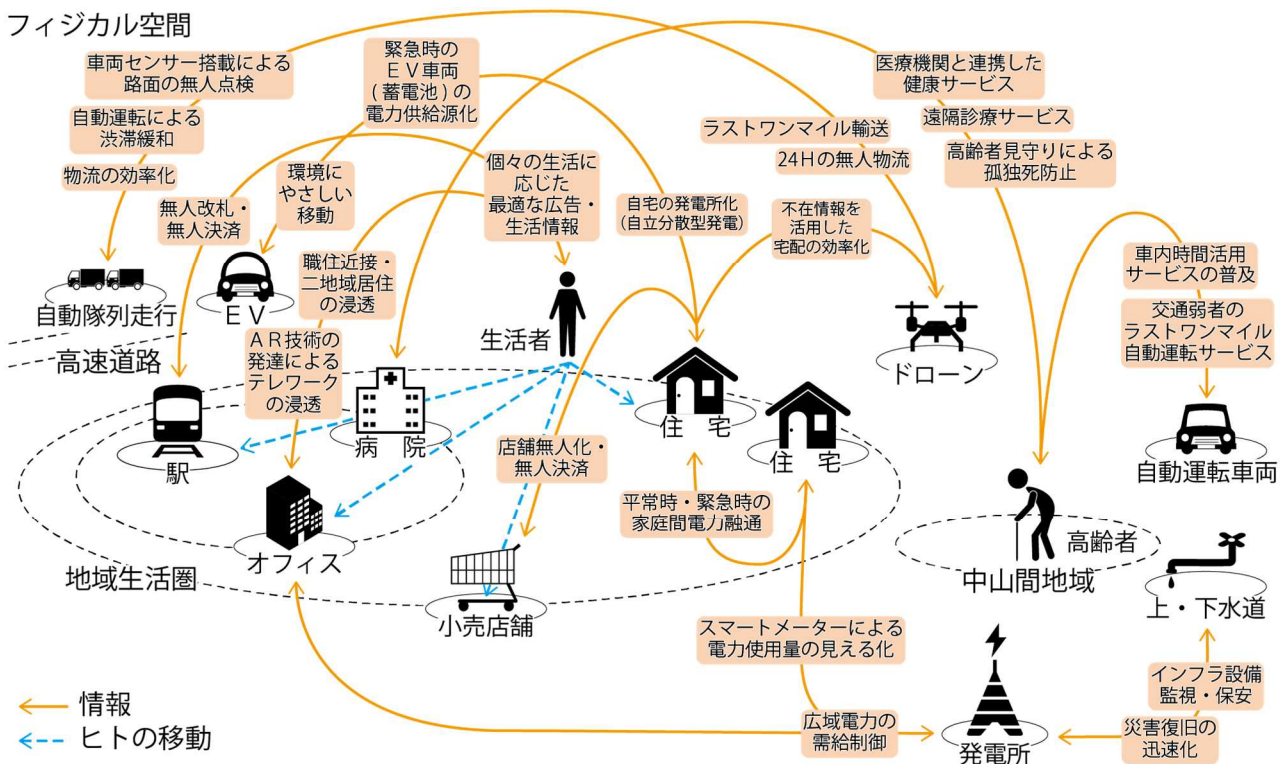 フィジカル空間
車両センサー搭載による
路面の無人点検
自動運転による
渋滞緩和
物流の効率化
緊急時の
ＥＶ車両
(蓄電池)の
電力供給源化
環境に
やさしい
移動
無人改札・
無人決済
個々の生活に
応じた
最適な広告・
生活情報
職住近接・
二地域居住
の浸透
ＡＲ技術の
発達による
テレワーク
の浸透
医療機関と連携した
健康サービス
遠隔診療サービス
高齢者見守りによる
孤独死防止
ラストワンマイル輸送
24Hの無人物流
自宅の発電所化
(自立分散型発電)
不在情報を
活用した
宅配の効率化
車内時間活用
サービスの普及
交通弱者の
ラストワンマイル
自動運転サービス
自動隊列走行
高速道路
ＥＶ
生活者
ドローン
駅
病　院
住　宅
住　宅
自動運転車両
店舗無人化・
無人決済
平常時・緊急時の
家庭間電力融通
オフィス
地域生活圏
小売店舗
高齢者
中山間地域
上・下水道
スマートメーターによる
電力使用量の見える化
広域電力の
需給制御
発電所
インフラ設備
監視・保安
災害復旧の
迅速化
情報
ヒトの移動